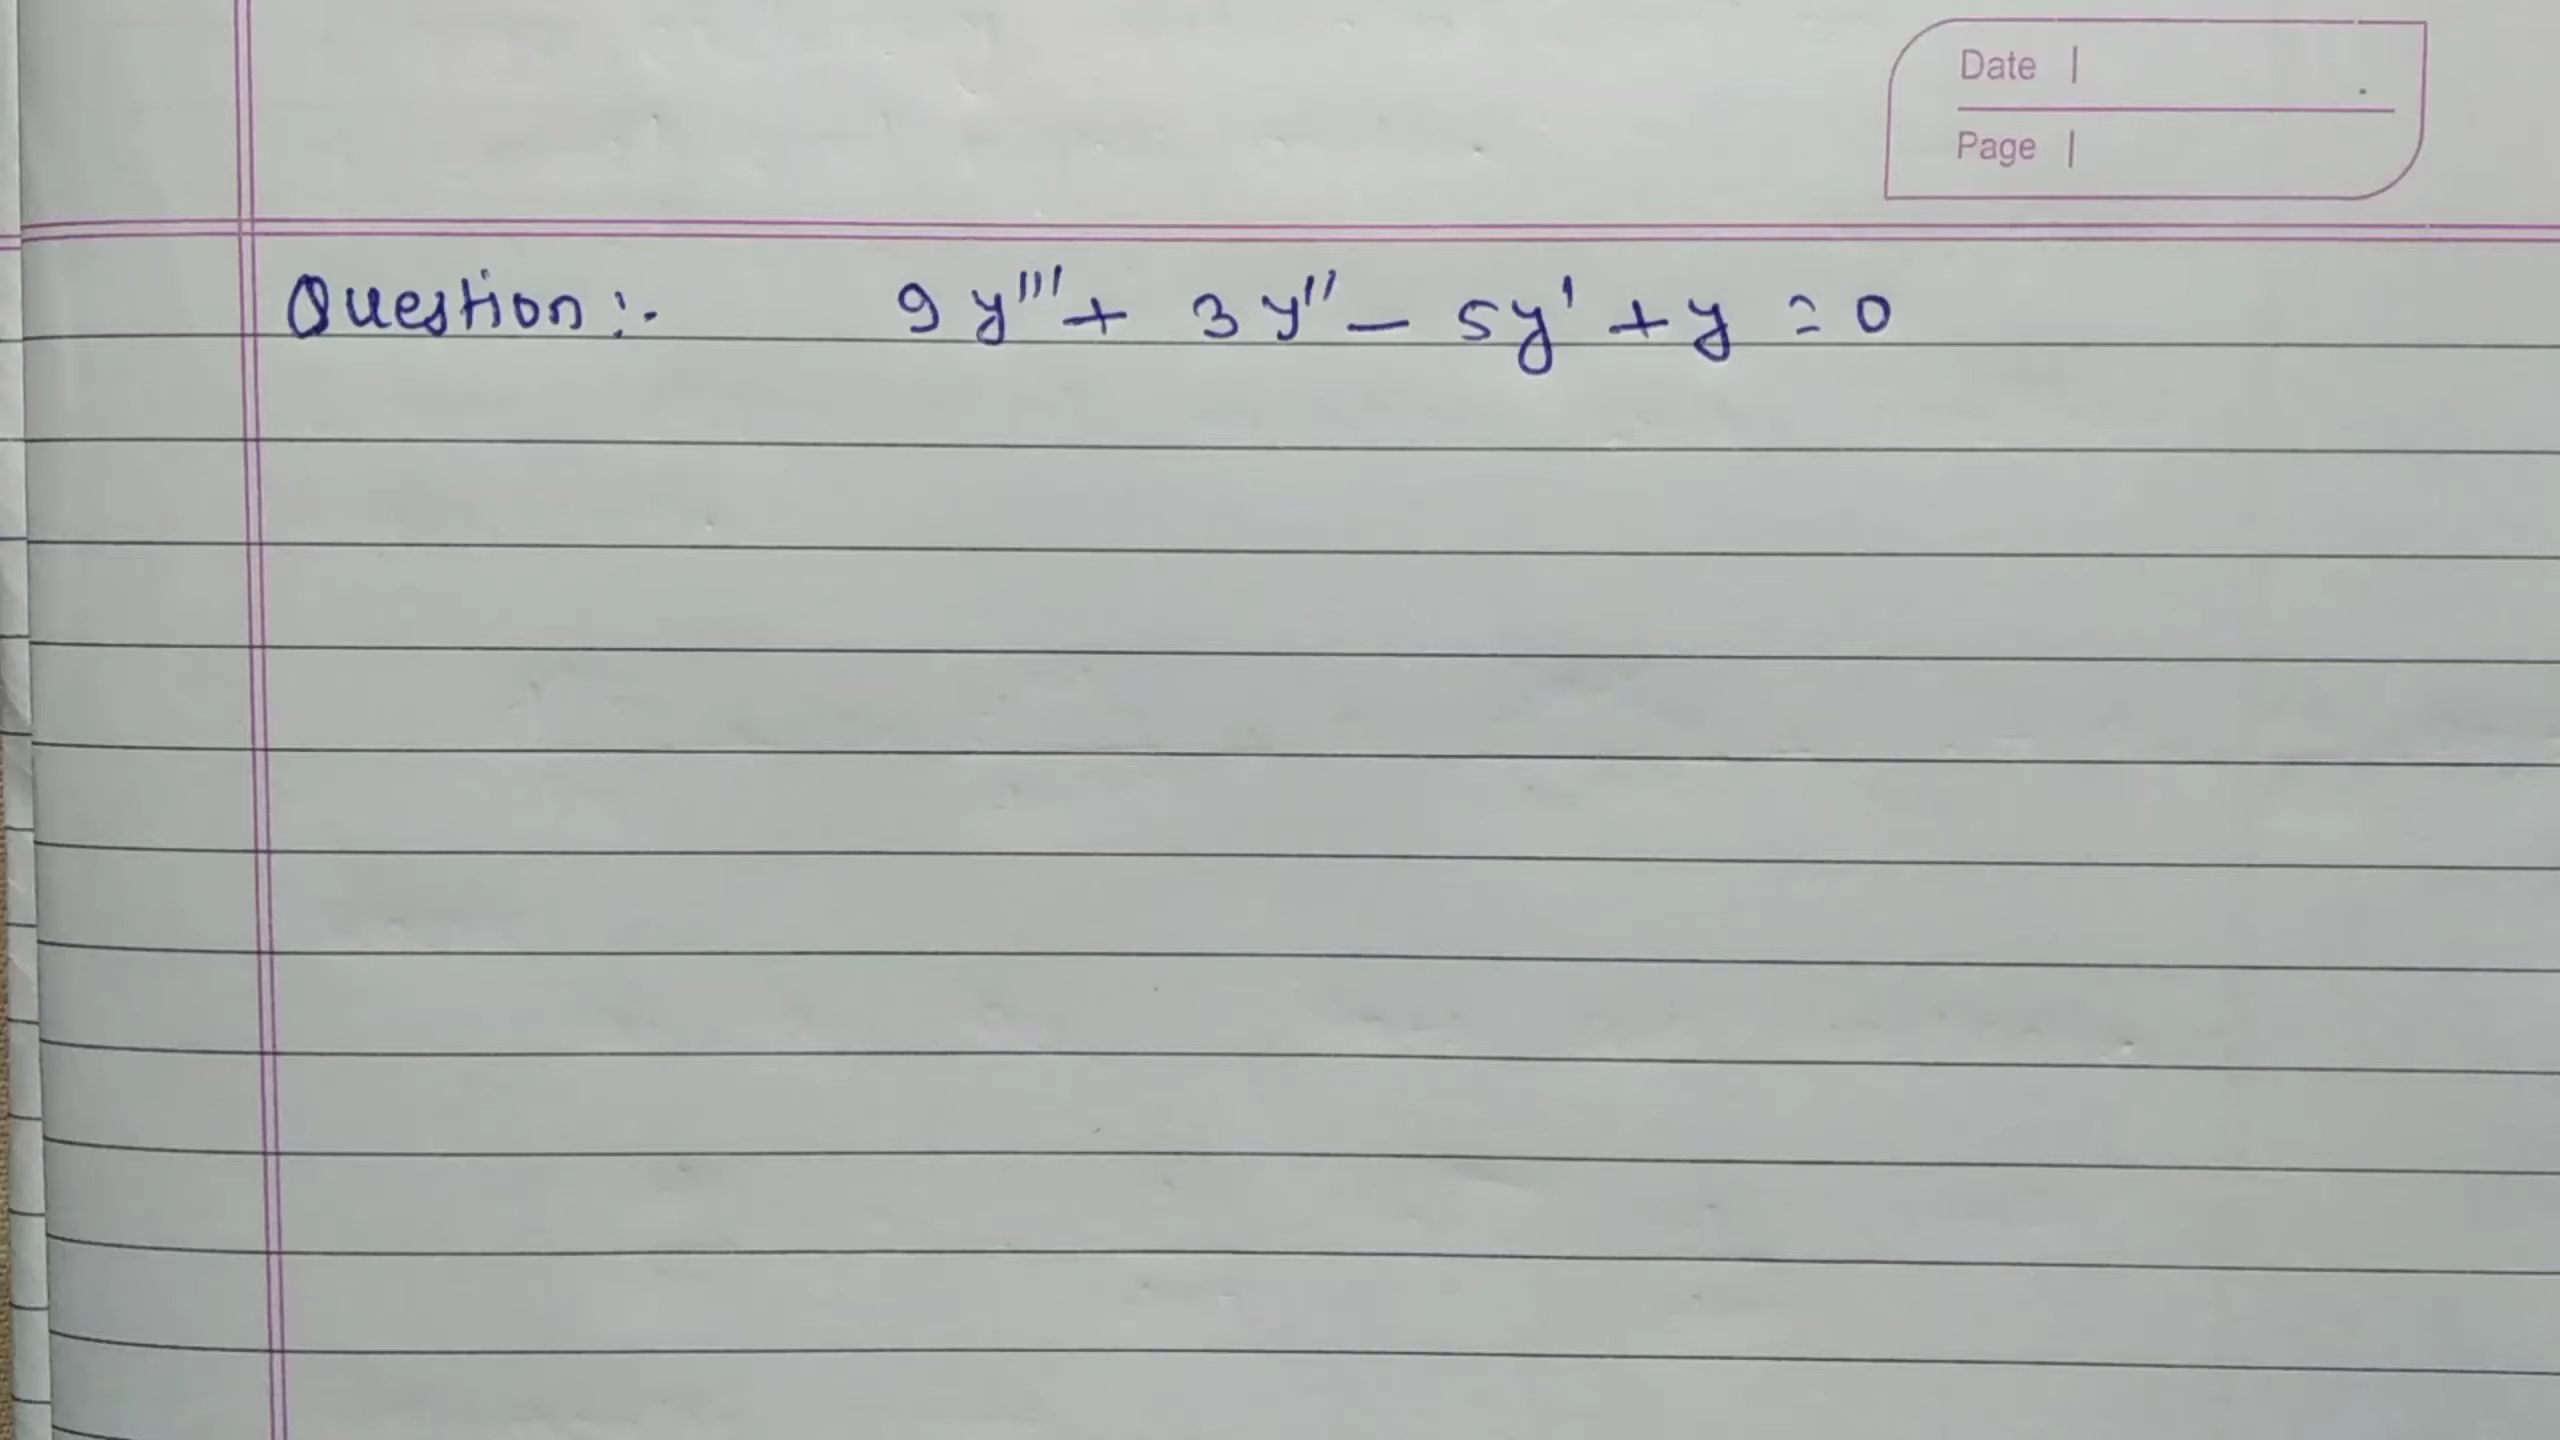 Date |
Page |
Question :- 9y''' + 3y'' - 5y' + y = 0